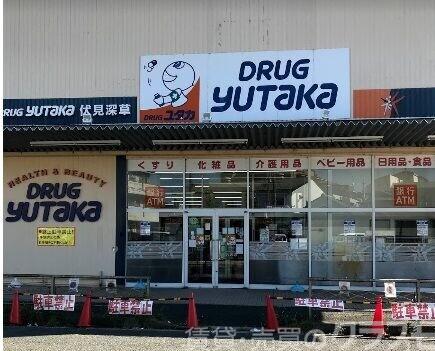 DRUG
yutaka
DRUG ユタカ
DRUG yutaka 伏見深草
くすり 化粧品 介護用品 ベビー用品 日用品・食品
HEALTH & BEAUTY
DRUG
yutaka
銀行
ATM
銀行
ATM
駐車禁止
駐車禁止
駐車禁止
駐車禁止
賃貸・売買の